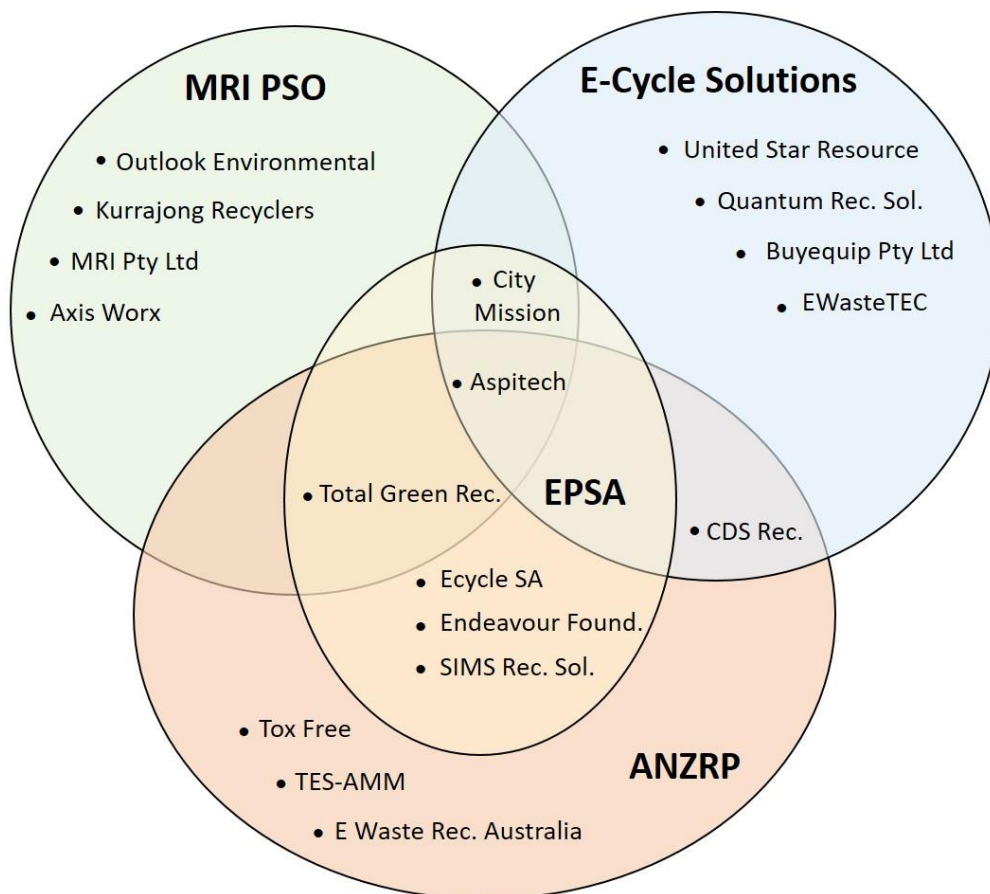 MRI PSO
• Outlook Environmental
• Kurrajong Recyclers
• MRI Pty Ltd
• Axis Worx
E-Cycle Solutions
• United Star Resource
• Quantum Rec. Sol.
• Buyequip Pty Ltd
• EWasteTEC
• City
Mission
• Aspitech
• Total Green Rec.
EPSA
• CDS Rec.
• Ecycle SA
• Endeavour Found.
• SIMS Rec. Sol.
• Tox Free
• TES-AMM
• E Waste Rec. Australia
ANZRP